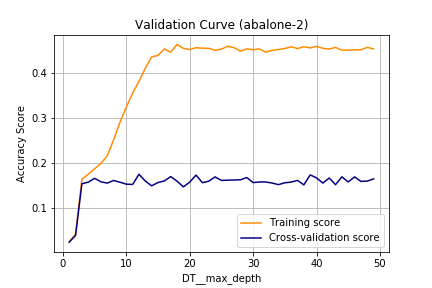 Validation Curve (abalone-2)
Accuracy Score
0.4
0.3
0.2
0.1
Training score
Cross-validation score
0 10 20 30 40 50
DT__max_depth